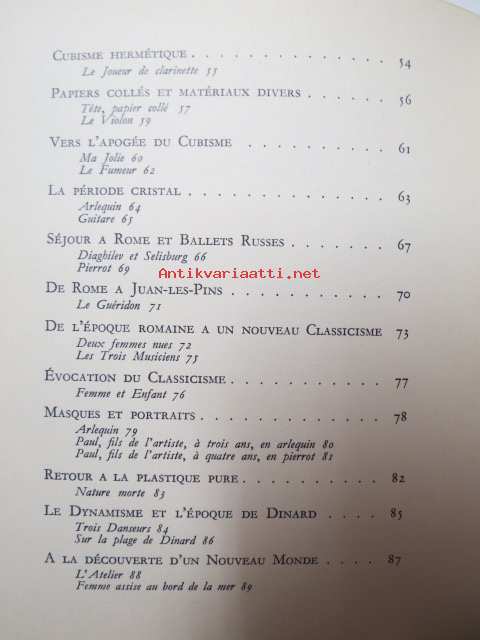 CUBISME HERMÉTIQUE . . . . . . . . . . . . 54
Le Joueur de clarinette 55
PAPIERS COLLÉS ET MATÉRIAUX DIVERS . . . . . . 56
Tête, papier collé 57
Le Violon 59
VERS L'APOGÉE DU CUBISME . . . . . . . . . 61
Ma Jolie 60
Le Fumeur 62
LA PÉRIODE CRISTAL . . . . . . . . . . . . 63
Arlequin 64
Guitare 65
SÉJOUR A ROME ET BALLETS RUSSES . . . . . . . 67
Diaghilev et Selisburg 66
Pierrot 69
Antikvariaatti.net
DE ROME A JUAN-LES-PINS . . . . . . . . . . 70
Le Guéridon 71
DE L'ÉPOQUE ROMAINE A UN NOUVEAU CLASSICISME 73
Deux femmes nues 72
Les Trois Musiciens 75
ÉVOCATION DU CLASSICISME . . . . . . . . . . 77
Femme et Enfant 76
MASQUES ET PORTRAITS . . . . . . . . . . . 78
Arlequin 79
Paul, fils de l'artiste, à trois ans, en arlequin 80
Paul, fils de l'artiste, à quatre ans, en pierrot 81
RETOUR A LA PLASTIQUE PURE . . . . . . . . . 82
Nature morte 83
LE DYNAMISME ET L'ÉPOQUE DE DINARD . . . . 85
Trois Danseurs 84
Sur la plage de Dinard 86
A LA DÉCOUVERTE D'UN NOUVEAU MONDE . . . . 87
L'Atelier 88
Femme assise au bord de la mer 89